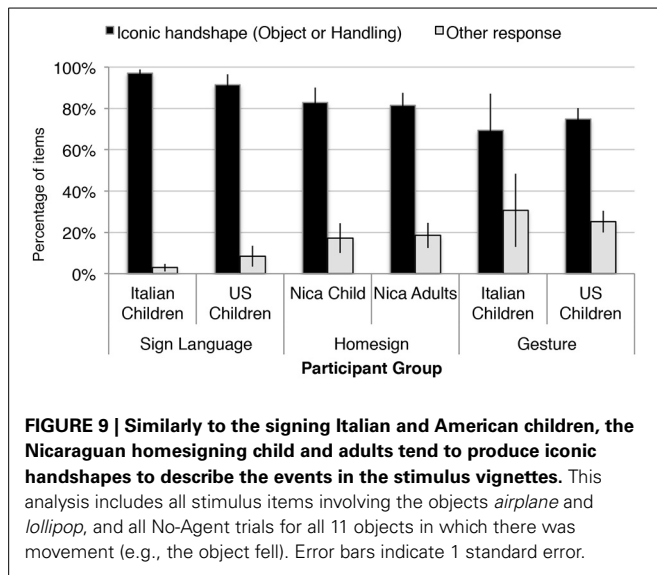 Iconic handshape (Object or Handling) Other response
Percentage of items
100%
80%
60%
40%
20%
0%
Italian Children US Children Nica Child Nica Adults Italian Children US Children
Sign Language Homesign Gesture
Participant Group
FIGURE 9 | Similarly to the signing Italian and American children, the
Nicaraguan homesigning child and adults tend to produce iconic
handshapes to describe the events in the stimulus vignettes. This
analysis includes all stimulus items involving the objects airplane and
lollipop, and all No-Agent trials for all 11 objects in which there was
movement (e.g., the object fell). Error bars indicate 1 standard error.